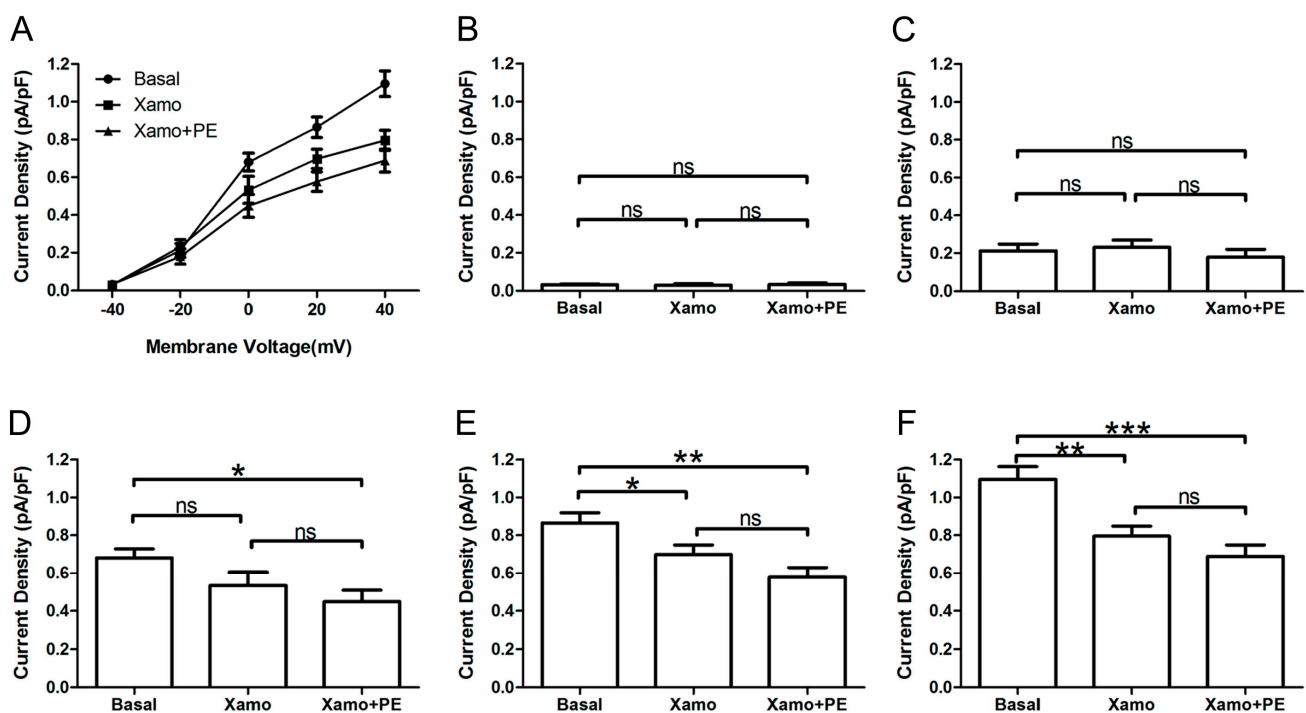 A
Current Density (pA/pF)
1.2
1.0
0.8
0.6
0.4
0.2
0.0
Basal
Xamo
Xamo+PE
-40
-20
0
20
40
Membrane Voltage(mV)
B
Current Density (pA/pF)
1.2
1.0
0.8
0.6
0.4
0.2
0.0
ns
ns
ns
Basal
Xamo
Xamo+PE
C
Current Density (pA/pF)
1.2
1.0
0.8
0.6
0.4
0.2
0.0
ns
ns
ns
Basal
Xamo
Xamo+PE
D
Current Density (pA/pF)
1.2
1.0
0.8
0.6
0.4
0.2
0.0
*
ns
ns
Basal
Xamo
Xamo+PE
E
Current Density (pA/pF)
1.2
1.0
0.8
0.6
0.4
0.2
0.0
**
*
ns
Basal
Xamo
Xamo+PE
F
Current Density (pA/pF)
1.2
1.0
0.8
0.6
0.4
0.2
0.0
***
**
ns
Basal
Xamo
Xamo+PE